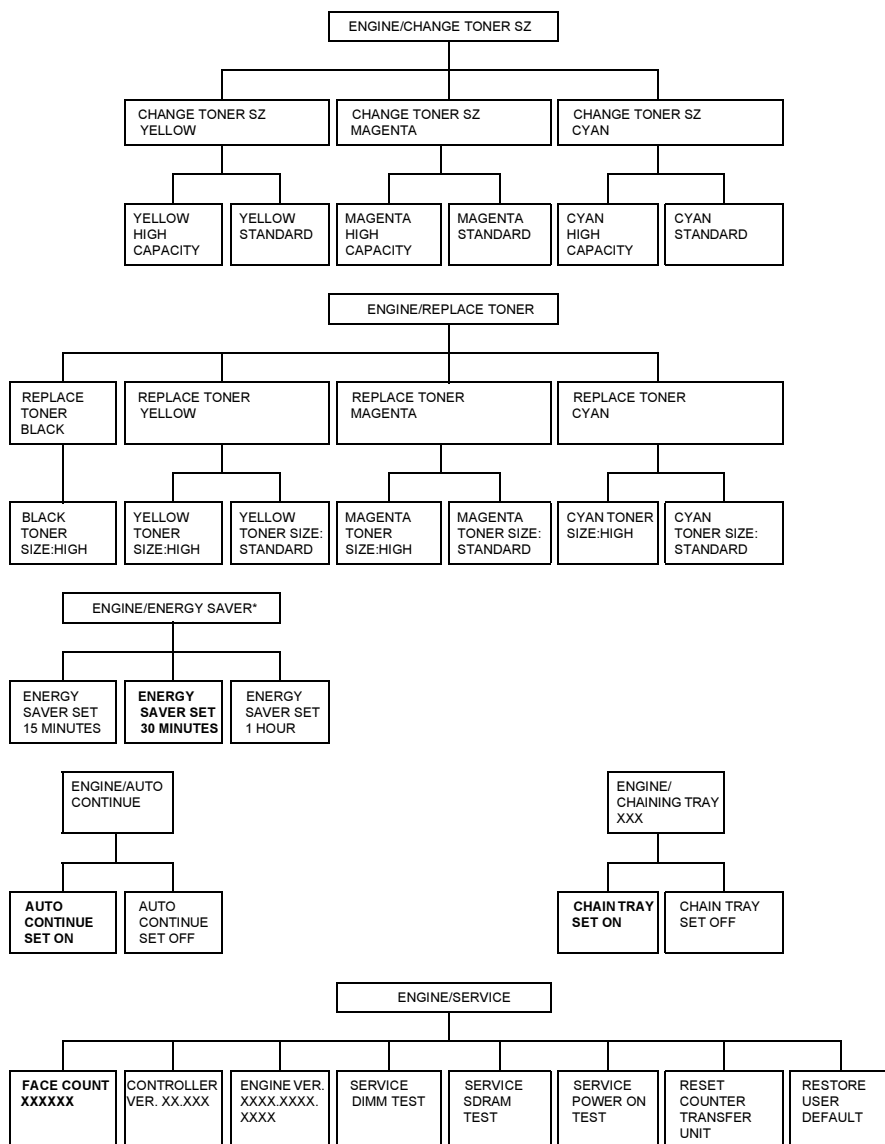 ENGINE/CHANGE TONER SZ
CHANGE TONER SZ
YELLOW
CHANGE TONER SZ
MAGENTA
CHANGE TONER SZ
CYAN
YELLOW
HIGH
CAPACITY
YELLOW
STANDARD
MAGENTA
HIGH
CAPACITY
MAGENTA
STANDARD
CYAN
HIGH
CAPACITY
CYAN
STANDARD
ENGINE/REPLACE TONER
REPLACE
TONER
BLACK
REPLACE TONER
YELLOW
REPLACE TONER
MAGENTA
REPLACE TONER
CYAN
BLACK
TONER
SIZE:HIGH
YELLOW
TONER
SIZE:HIGH
YELLOW
TONER SIZE:
STANDARD
MAGENTA
TONER
SIZE:HIGH
MAGENTA
TONER SIZE:
STANDARD
CYAN TONER
SIZE:HIGH
CYAN
TONER SIZE:
STANDARD
ENGINE/ENERGY SAVER*
ENERGY
SAVER SET
15 MINUTES
ENERGY
SAVER SET
30 MINUTES
ENERGY
SAVER SET
1 HOUR
ENGINE/AUTO
CONTINUE
ENGINE/
CHAINING TRAY
XXX
AUTO
CONTINUE
SET ON
AUTO
CONTINUE
SET OFF
CHAIN TRAY
SET ON
CHAIN TRAY
SET OFF
ENGINE/SERVICE
FACE COUNT
XXXXXX
CONTROLLER
VER. XX.XXX
ENGINE VER.
XXXX.XXXX.
XXXX
SERVICE
DIMM TEST
SERVICE
SDRAM
TEST
SERVICE
POWER ON
TEST
RESET
COUNTER
TRANSFER
UNIT
RESTORE
USER
DEFAULT